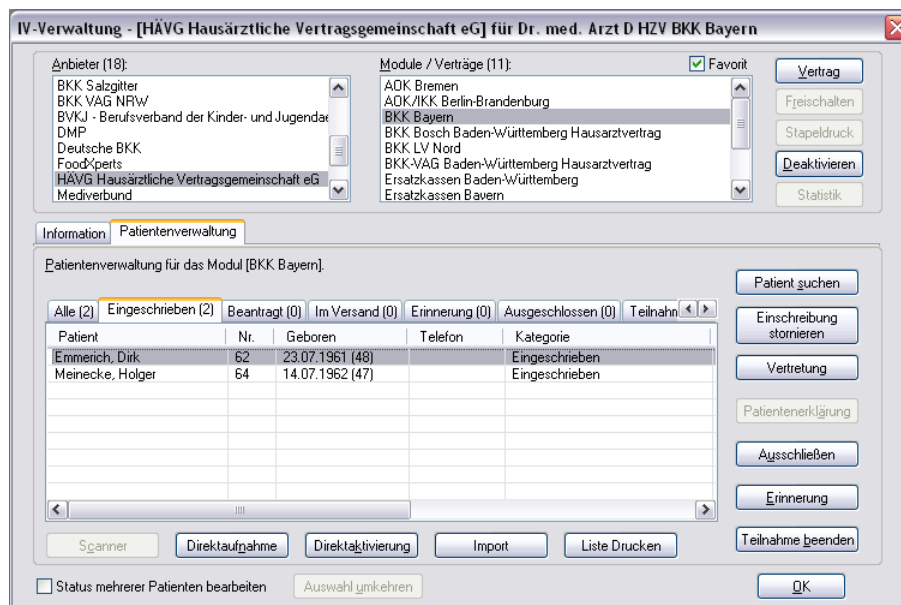 IV-Verwaltung - [HÄVG Hausärztliche Vertragsgemeinschaft eG] für Dr. med. Arzt D HZV BKK Bayern
Anbieter (18):
BKK Salzgitter
BKK VAG NRW
BVKJ - Berufsverband der Kinder- und Jugendae
DMP
Deutsche BKK
FoodXperts
HÄVG Hausärztliche Vertragsgemeinschaft eG
Mediverbund
Module / Verträge (11):
Favorit
AOK Bremen
AOK/IKK Berlin-Brandenburg
BKK Bayern
BKK Bosch Baden-Württemberg Hausarztvertrag
BKK LV Nord
BKK-VAG Baden-Württemberg Hausarztvertrag
Ersatzkassen Baden-Württemberg
Ersatzkassen Bayern
Vertrag
Freischalten
Stapeldruck
Deaktivieren
Statistik
Information Patientenverwaltung
Patientenverwaltung für das Modul [BKK Bayern].
Alle (2) Eingeschrieben (2) Beantragt (0) Im Versand (0) Erinnerung (0) Ausgeschlossen (0) Teilnahm
Patient Nr. Geboren Telefon Kategorie
Emmerich, Dirk 62 23.07.1961 (48) Eingeschrieben
Meinecke, Holger 64 14.07.1962 (47) Eingeschrieben
Patient suchen
Einschreibung
stornieren
Vertretung
Patientenerklärung
Ausschließen
Erinnerung
Teilnahme beenden
Scanner Direktaufnahme Direktaktivierung Import Liste Drucken
Status mehrerer Patienten bearbeiten Auswahl umkehren OK